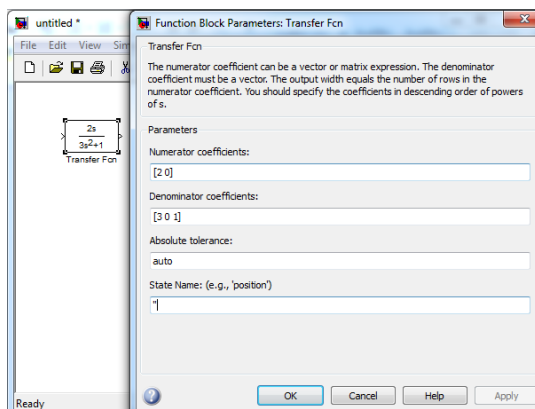 untitled *
File Edit View Sim
2s
3s²+1
Transfer Fcn
Ready
Function Block Parameters: Transfer Fcn
Transfer Fcn
The numerator coefficient can be a vector or matrix expression. The denominator
coefficient must be a vector. The output width equals the number of rows in the
numerator coefficient. You should specify the coefficients in descending order of powers
of s.
Parameters
Numerator coefficients:
[2 0]
Denominator coefficients:
[3 0 1]
Absolute tolerance:
auto
State Name: (e.g., 'position')
''
OK Cancel Help Apply